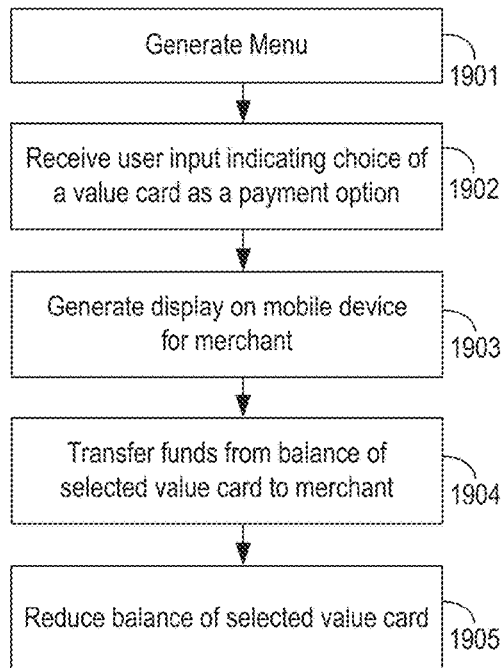 Generate Menu
1901
Receive user input indicating choice of
a value card as a payment option
1902
Generate display on mobile device
for merchant
1903
Transfer funds from balance of
selected value card to merchant
1904
Reduce balance of selected value card
1905